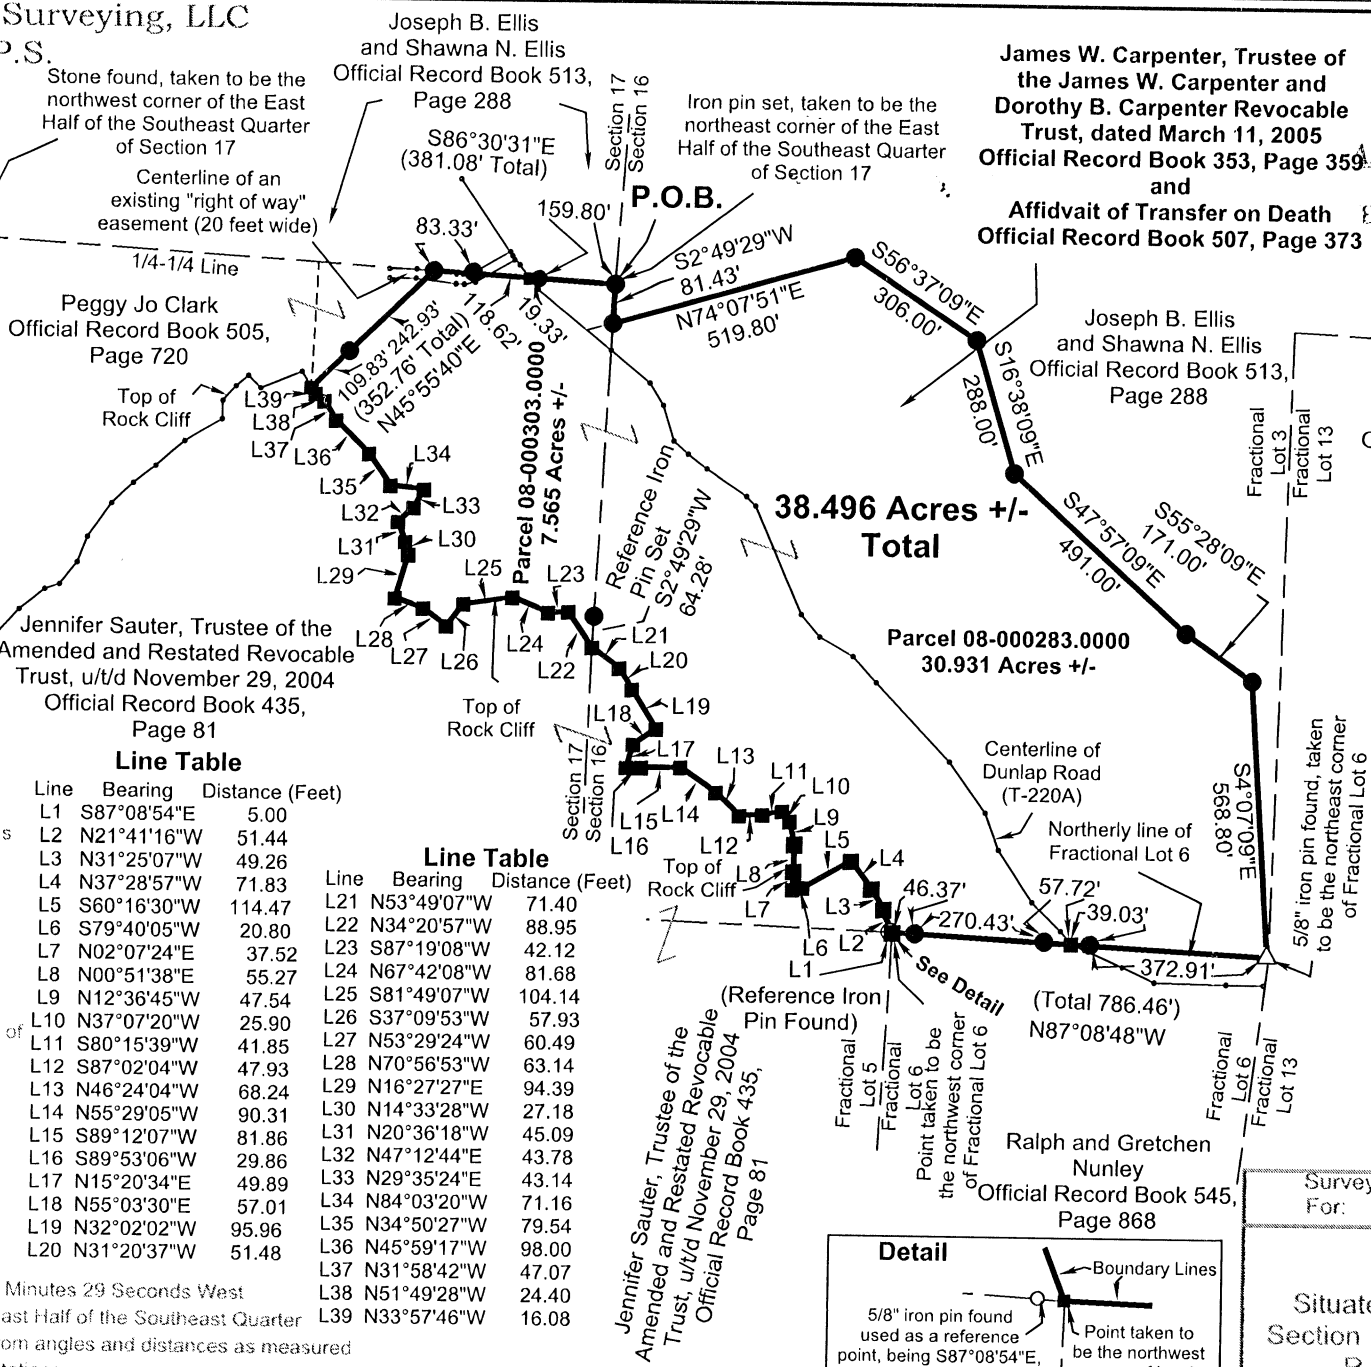 Surveying, LLC
P.S.
Stone found, taken to be the
northwest corner of the East
Half of the Southeast Quarter
of Section 17
Centerline of an
existing "right of way"
easement (20 feet wide)
Joseph B. Ellis
and Shawna N. Ellis
Official Record Book 513,
Page 288
S86°30'31"E
(381.08' Total)
83.33'
159.80'
Section 17
Section 16
P.O.B.
Iron pin set, taken to be the
northeast corner of the East
Half of the Southeast Quarter
of Section 17
James W. Carpenter, Trustee of
the James W. Carpenter and
Dorothy B. Carpenter Revocable
Trust, dated March 11, 2005
Official Record Book 353, Page 359
and
Affidvait of Transfer on Death
Official Record Book 507, Page 373
1/4-1/4 Line
Peggy Jo Clark
Official Record Book 505,
Page 720
Top of
Rock Cliff
242.93'
109.83'
(352.76' Total)
N45°55'40"E
118.62'
19.33'
S2°49'29"W
81.43'
N74°07'51"E
519.80'
S56°37'09"E
306.00'
S16°38'09"E
288.00'
Joseph B. Ellis
and Shawna N. Ellis
Official Record Book 513,
Page 288
Fractional
Lot 3
Fractional
Lot 13
Parcel 08-000303.0000
7.565 Acres +/-
Reference Iron
Pin Set
S2°49'29"W
64.28'
38.496 Acres +/-
Total
S47°57'09"E
491.00'
S55°28'09"E
171.00'
Parcel 08-000283.0000
30.931 Acres +/-
S4°07'09"E
568.80'
5/8" iron pin found, taken
to be the northeast corner
of Fractional Lot 6
L39
L38
L37
L36
L35
L34
L33
L32
L31
L30
L29
L28
L27
L26
L25
L24
L23
L22
L21
L20
L19
L18
L17
L16
L15
L14
L13
L12
L11
L10
L9
L8
L7
L6
L5
L4
L3
L2
L1
Jennifer Sauter, Trustee of the
Amended and Restated Revocable
Trust, u/t/d November 29, 2004
Official Record Book 435,
Page 81
Top of
Rock Cliff
Section 17
Section 16
Top of
Rock Cliff
Centerline of
Dunlap Road
(T-220A)
Northerly line of
Fractional Lot 6
46.37'
270.43'
57.72'
39.03'
372.91'
(Total 786.46')
N87°08'48"W
See Detail
(Reference Iron
Pin Found)
Fractional
Lot 5
Fractional
Lot 6
Point taken to be
the northwest corner
of Fractional Lot 6
Fractional
Lot 6
Fractional
Lot 13
Jennifer Sauter, Trustee of the
Amended and Restated Revocable
Trust, u/t/d November 29, 2004
Official Record Book 435,
Page 81
Ralph and Gretchen
Nunley
Official Record Book 545,
Page 868
Line Table
Line Bearing Distance (Feet)
L1 S87°08'54"E 5.00
L2 N21°41'16"W 51.44
L3 N31°25'07"W 49.26
L4 N37°28'57"W 71.83
L5 S60°16'30"W 114.47
L6 S79°40'05"W 20.80
L7 N02°07'24"E 37.52
L8 N00°51'38"E 55.27
L9 N12°36'45"W 47.54
L10 N37°07'20"W 25.90
L11 S80°15'39"W 41.85
L12 S87°02'04"W 47.93
L13 N46°24'04"W 68.24
L14 N55°29'05"W 90.31
L15 S89°12'07"W 81.86
L16 S89°53'06"W 29.86
L17 N15°20'34"E 49.89
L18 N55°03'30"E 57.01
L19 N32°02'02"W 95.96
L20 N31°20'37"W 51.48
Line Table
Line Bearing Distance (Feet)
L21 N53°49'07"W 71.40
L22 N34°20'57"W 88.95
L23 S87°19'08"W 42.12
L24 N67°42'08"W 81.68
L25 S81°49'07"W 104.14
L26 S37°09'53"W 57.93
L27 N53°29'24"W 60.49
L28 N70°56'53"W 63.14
L29 N16°27'27"E 94.39
L30 N14°33'28"W 27.18
L31 N20°36'18"W 45.09
L32 N47°12'44"E 43.78
L33 N29°35'24"E 43.14
L34 N84°03'20"W 71.16
L35 N34°50'27"W 79.54
L36 N45°59'17"W 98.00
L37 N31°58'42"W 47.07
L38 N51°49'28"W 24.40
L39 N33°57'46"W 16.08
s
of
Minutes 29 Seconds West
ast Half of the Southeast Quarter
om angles and distances as measured
Detail
Boundary Lines
5/8" iron pin found
used as a reference
point, being S87°08'54"E,
Point taken to
be the northwest
Survey
For:
Situate
Section